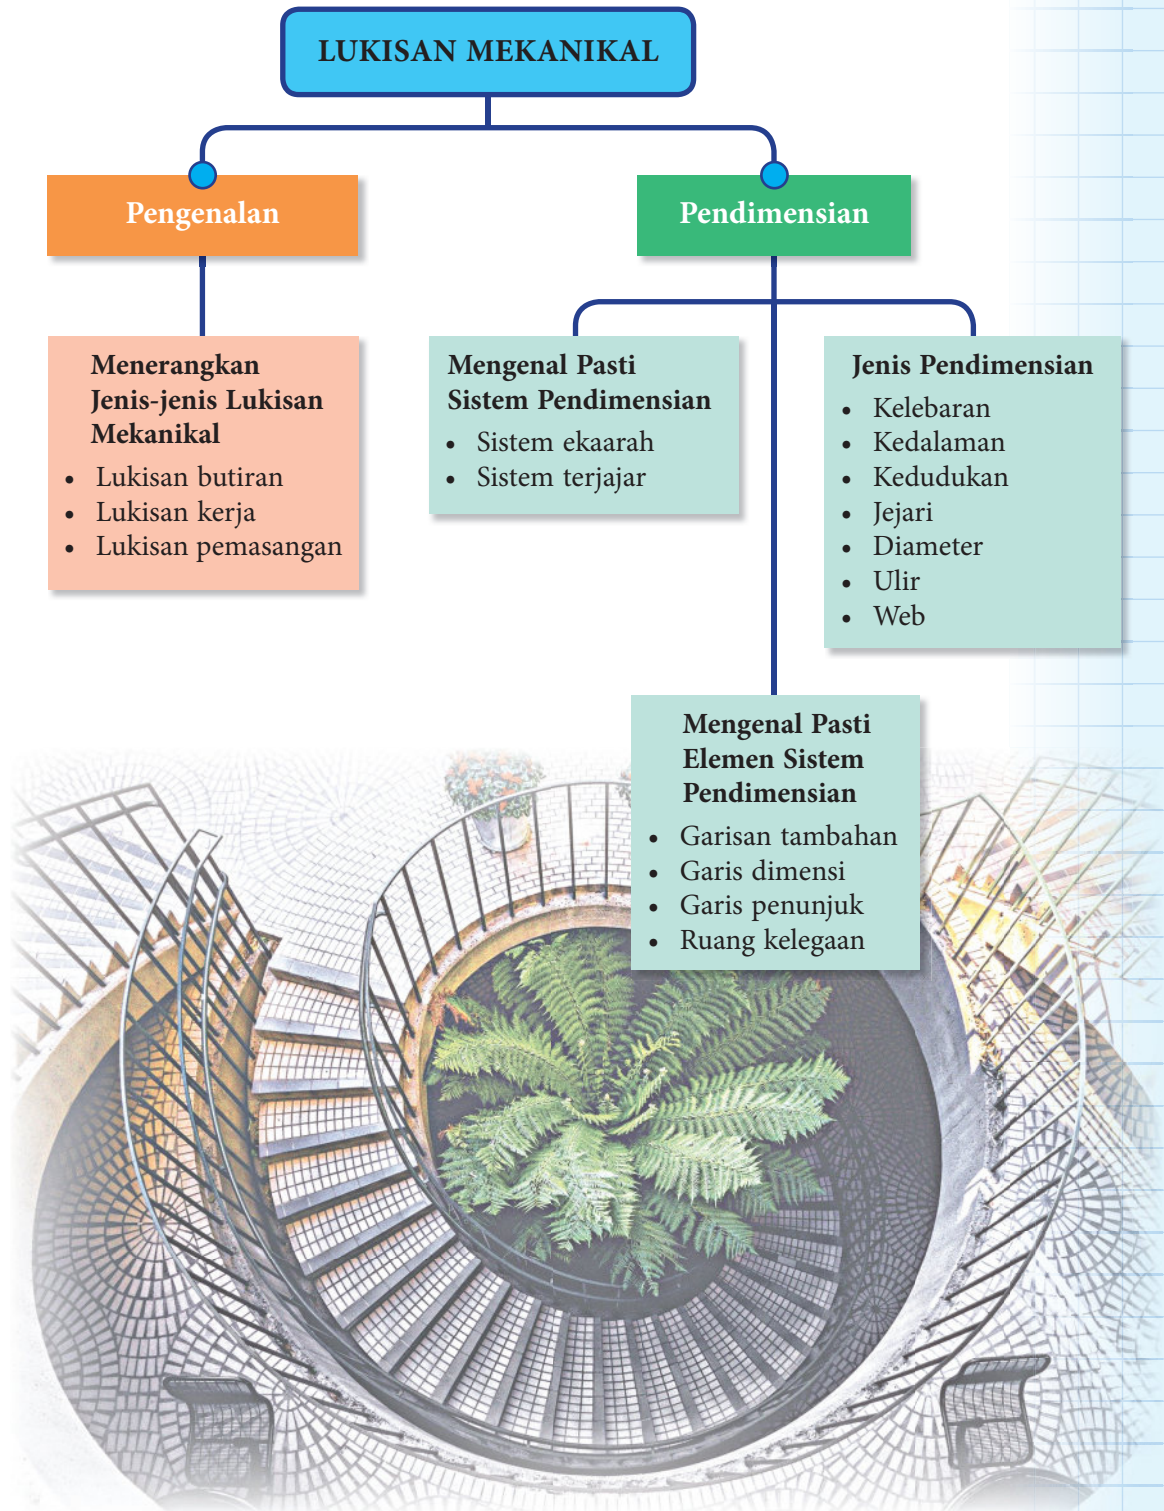 LUKISAN MEKANIKAL
Pengenalan
Pendimensian
Menerangkan
Jenis-jenis Lukisan
Mekanikal
• Lukisan butiran
• Lukisan kerja
• Lukisan pemasangan
Mengenal Pasti
Sistem Pendimensian
• Sistem ekaarah
• Sistem terjajar
Jenis Pendimensian
• Kelebaran
• Kedalaman
• Kedudukan
• Jejari
• Diameter
• Ulir
• Web
Mengenal Pasti
Elemen Sistem
Pendimensian
• Garisan tambahan
• Garis dimensi
• Garis penunjuk
• Ruang kelegaan